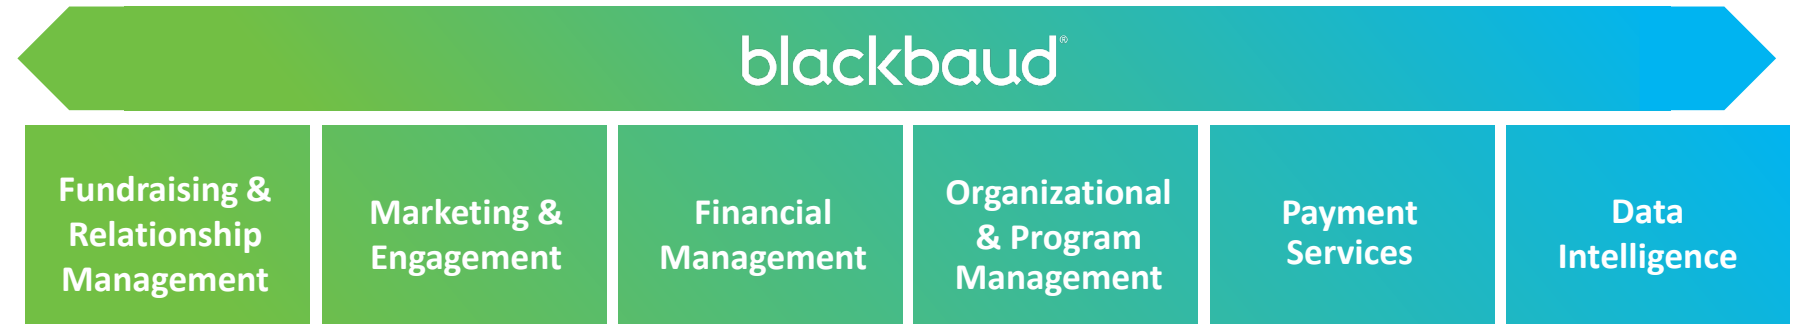 blackbaud®
Fundraising &
Relationship
Management
Marketing &
Engagement
Financial
Management
Organizational
& Program
Management
Payment
Services
Data
Intelligence